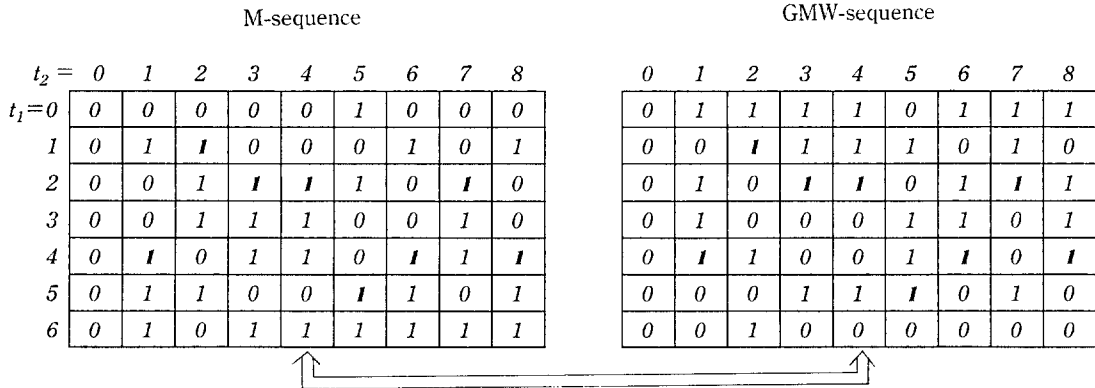 M-sequence GMW-sequence
t₂ = 0 1 2 3 4 5 6 7 8 0 1 2 3 4 5 6 7 8
t₁=0 0 0 0 0 0 1 0 0 0 0 1 1 1 1 0 1 1 1
1 0 1 1 0 0 0 1 0 1 0 0 1 1 1 1 0 1 0
2 0 0 1 1 1 1 0 1 0 0 1 0 1 1 0 1 1 1
3 0 0 1 1 1 0 0 1 0 0 1 0 0 0 1 1 0 1
4 0 1 0 1 1 0 1 1 1 0 1 1 0 0 1 1 0 1
5 0 1 1 0 0 1 1 0 1 0 0 0 1 1 1 0 1 0
6 0 1 0 1 1 1 1 1 1 0 0 1 0 0 0 0 0 0